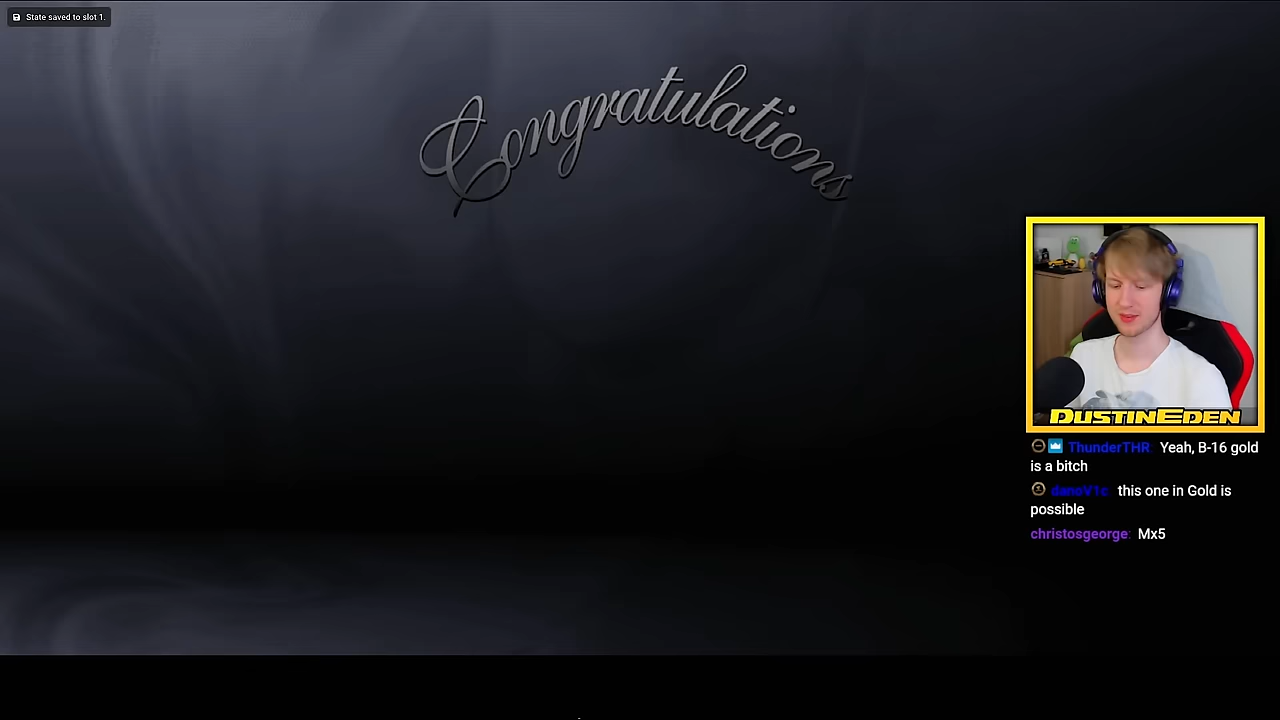 State saved to slot 1.
Congratulations
DUSTINEDEN
ThunderTHR: Yeah, B-16 gold
is a bitch
danoV1c: this one in Gold is
possible
christosgeorge: Mx5